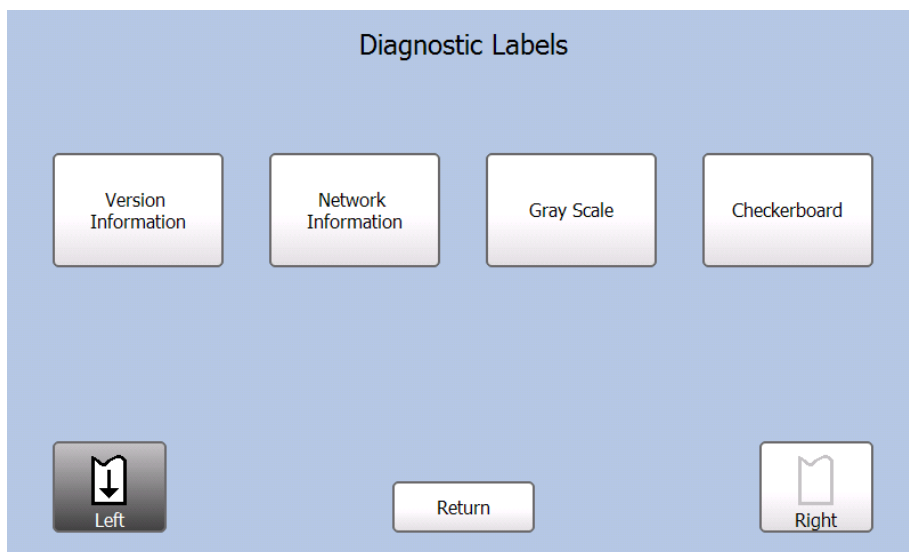 Diagnostic Labels
Version
Information
Network
Information
Gray Scale
Checkerboard
Left
Return
Right